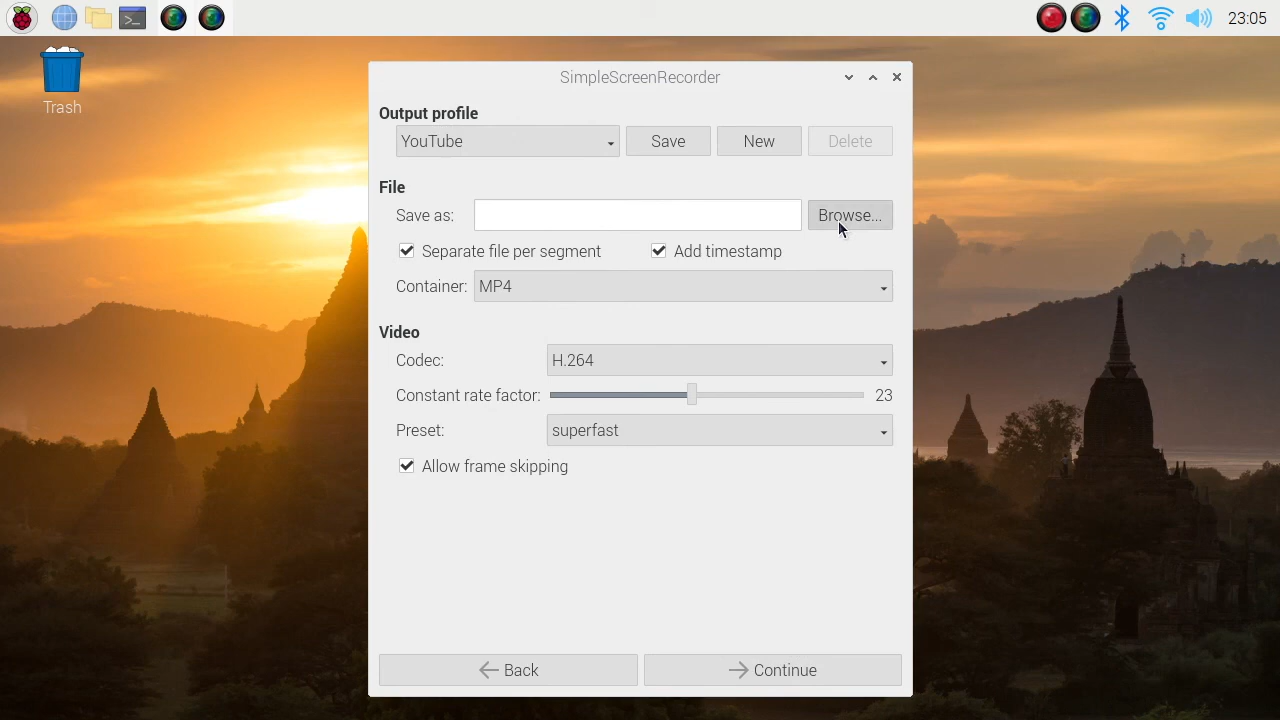 23:05
Trash
SimpleScreenRecorder
Output profile
YouTube Save New Delete
File
Save as: Browse...
Separate file per segment Add timestamp
Container: MP4
Video
Codec: H.264
Constant rate factor: 23
Preset: superfast
Allow frame skipping
Back Continue